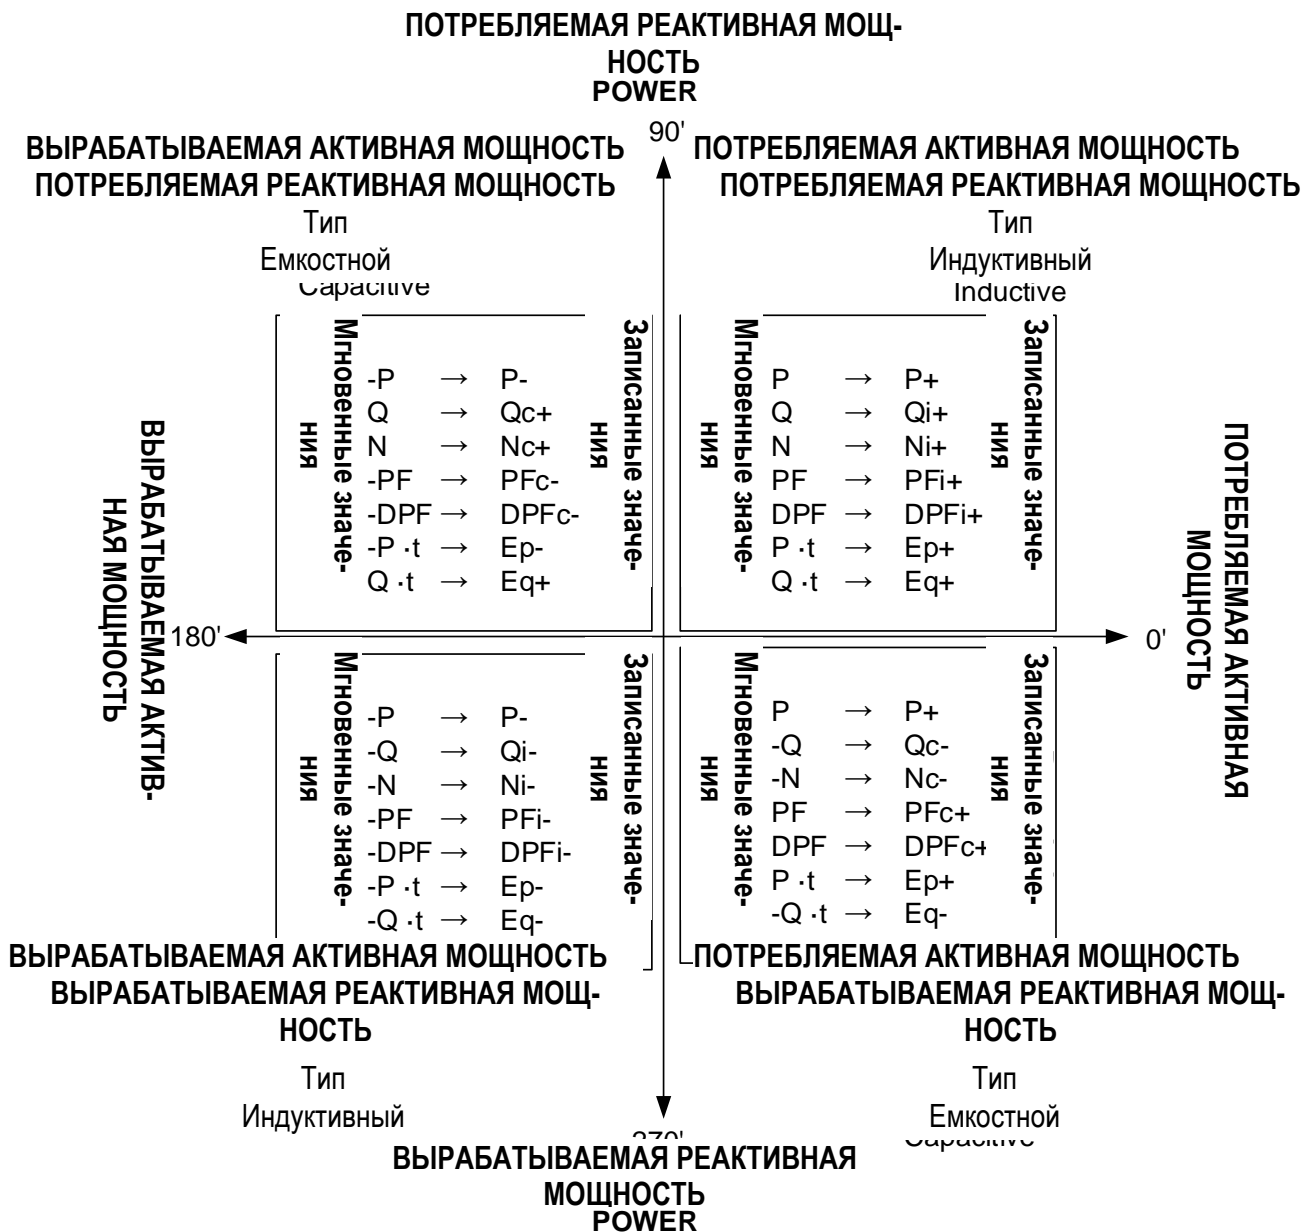 ПОТРЕБЛЯЕМАЯ РЕАКТИВНАЯ МОЩ-
НОСТЬ
POWER
90'
ВЫРАБАТЫВАЕМАЯ АКТИВНАЯ МОЩНОСТЬ
ПОТРЕБЛЯЕМАЯ РЕАКТИВНАЯ МОЩНОСТЬ
Тип
Емкостной
Capacitive
ПОТРЕБЛЯЕМАЯ АКТИВНАЯ МОЩНОСТЬ
ПОТРЕБЛЯЕМАЯ РЕАКТИВНАЯ МОЩНОСТЬ
Тип
Индуктивный
Inductive
Мгновенные значе-
ния
-P → P-
Q → Qc+
N → Nc+
-PF → PFc-
-DPF → DPFc-
-P ·t → Ep-
Q ·t → Eq+
Записанные значе-
ния
Мгновенные значе-
ния
P → P+
Q → Qi+
N → Ni+
PF → PFi+
DPF → DPFi+
P ·t → Ep+
Q ·t → Eq+
Записанные значе-
ния
ВЫРАБАТЫВАЕМАЯ АКТИВ-
НАЯ МОЩНОСТЬ
180'
0'
ПОТРЕБЛЯЕМАЯ АКТИВНАЯ
МОЩНОСТЬ
Мгновенные значе-
ния
-P → P-
-Q → Qi-
-N → Ni-
-PF → PFi-
-DPF → DPFi-
-P ·t → Ep-
-Q ·t → Eq-
Записанные значе-
ния
Мгновенные значе-
ния
P → P+
-Q → Qc-
-N → Nc-
PF → PFc+
DPF → DPFc+
P ·t → Ep+
-Q ·t → Eq-
Записанные значе-
ния
ВЫРАБАТЫВАЕМАЯ АКТИВНАЯ МОЩНОСТЬ
ВЫРАБАТЫВАЕМАЯ РЕАКТИВНАЯ МОЩ-
НОСТЬ
Тип
Индуктивный
ПОТРЕБЛЯЕМАЯ АКТИВНАЯ МОЩНОСТЬ
ВЫРАБАТЫВАЕМАЯ РЕАКТИВНАЯ МОЩ-
НОСТЬ
Тип
Емкостной
Capacitive
270'
ВЫРАБАТЫВАЕМАЯ РЕАКТИВНАЯ
МОЩНОСТЬ
POWER